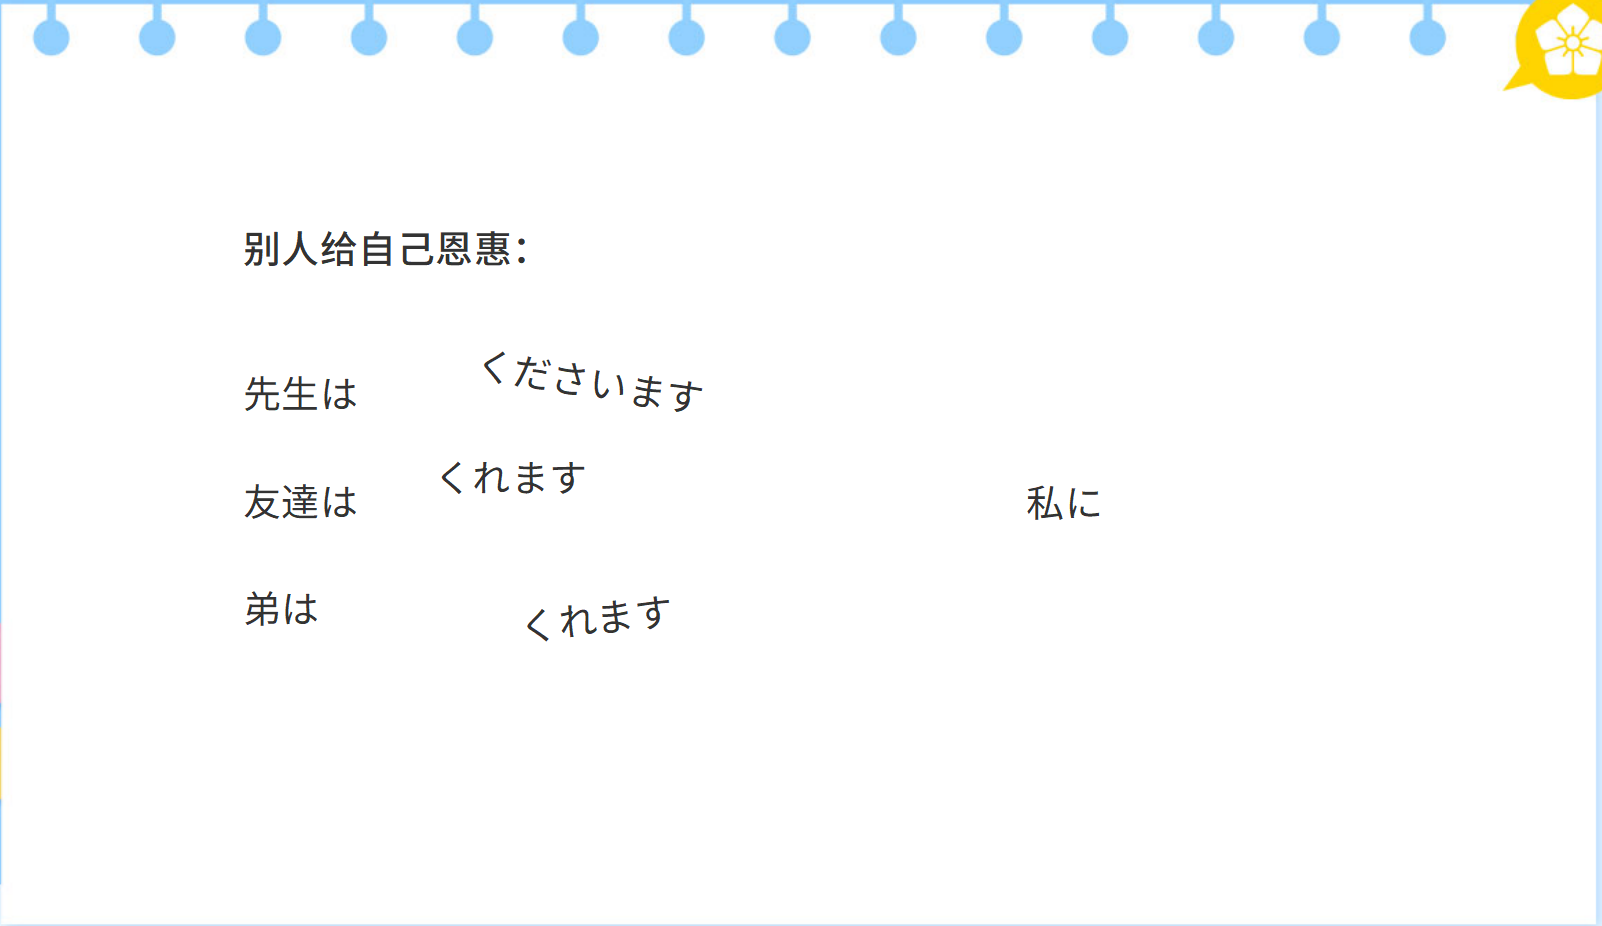 别人给自己恩惠：
先生は
くださいます
友達は
くれます
私に
弟は
くれます